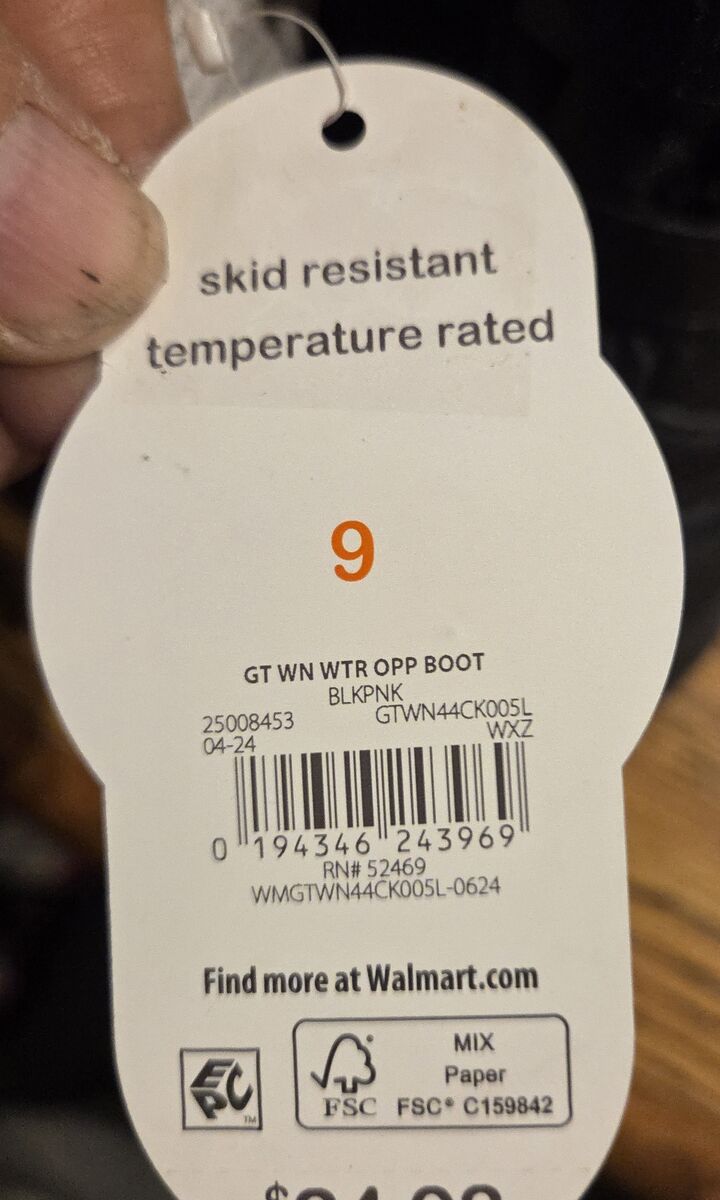 skid resistant
temperature rated
9
GT WN WTR OPP BOOT
BLKPNK
25008453 GTWN44CK005L
04-24 WXZ
0 194346 243969
RN# 52469
WMGTWN44CK005L-0624
Find more at Walmart.com
EPC TM
MIX
Paper
FSC FSC® C159842